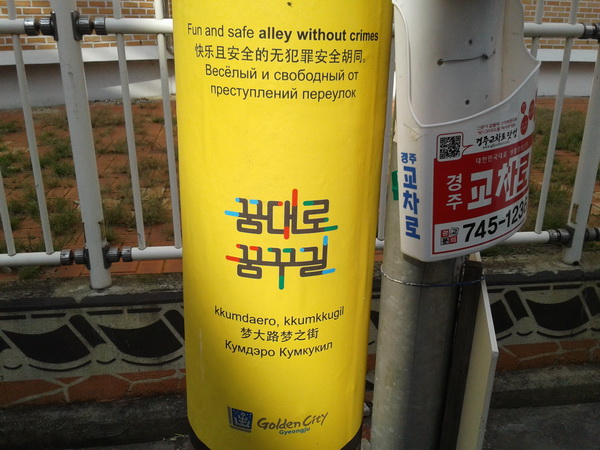 Fun and safe alley without crimes
快乐且安全的无犯罪安全胡同。
Весёлый и свободный от
преступлений переулок
꿈대로
꿈꾸길
kkumdaero, kkumkkugil
梦大路梦之街
Кумдэро Кумкукил
Golden City
Gyeongju
경주교차로
경주 교차로
745-123